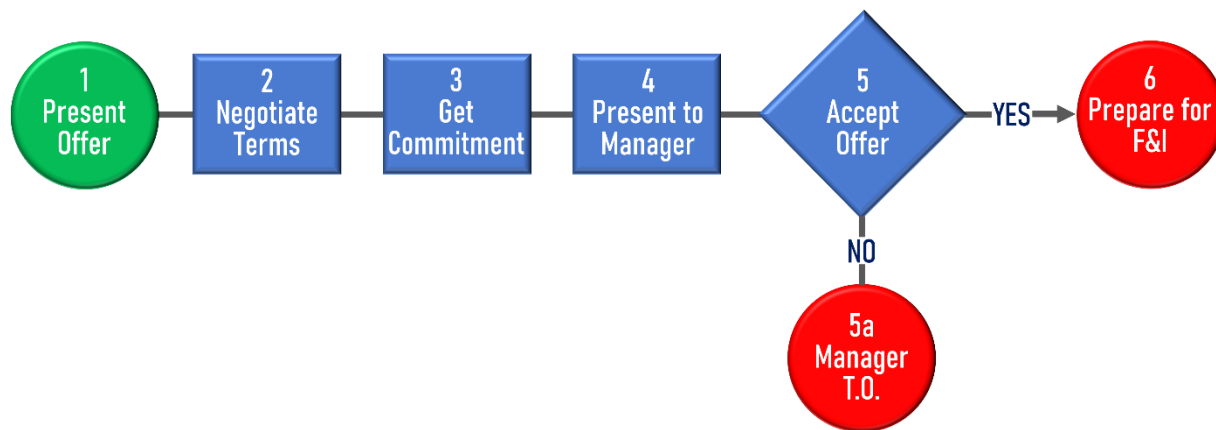 1
Present
Offer
2
Negotiate
Terms
3
Get
Commitment
4
Present to
Manager
5
Accept
Offer
YES
6
Prepare for
F&I
NO
5a
Manager
T.O.